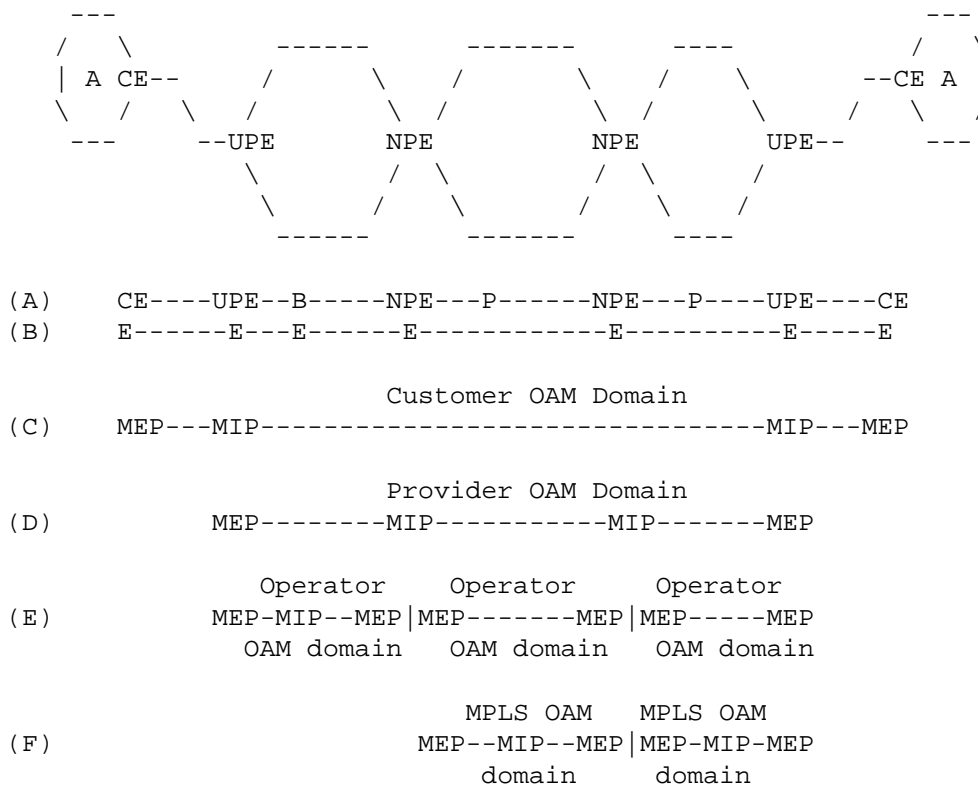 ---                                                   ---
  /   \         ------      -------     ----            /   \
  | A CE--     /      \    /       \   /    \       --CE A
  \   /   \   /        \  /         \ /      \     /   \   /
   ---     --UPE       NPE          NPE        UPE--     ---
              \        /  \         /  \      /
               \      /    \       /    \    /
                ------      -------      ----

(A)    CE----UPE--B-----NPE---P------NPE---P----UPE----CE
(B)    E------E---E------E------------E----------E-----E

                        Customer OAM Domain
(C)    MEP---MIP--------------------------------MIP---MEP

                        Provider OAM Domain
(D)          MEP--------MIP-----------MIP-------MEP

                Operator    Operator     Operator
(E)          MEP-MIP--MEP|MEP-------MEP|MEP-----MEP
               OAM domain   OAM domain   OAM domain

                             MPLS OAM   MPLS OAM
(F)                       MEP--MIP--MEP|MEP-MIP-MEP
                              domain     domain